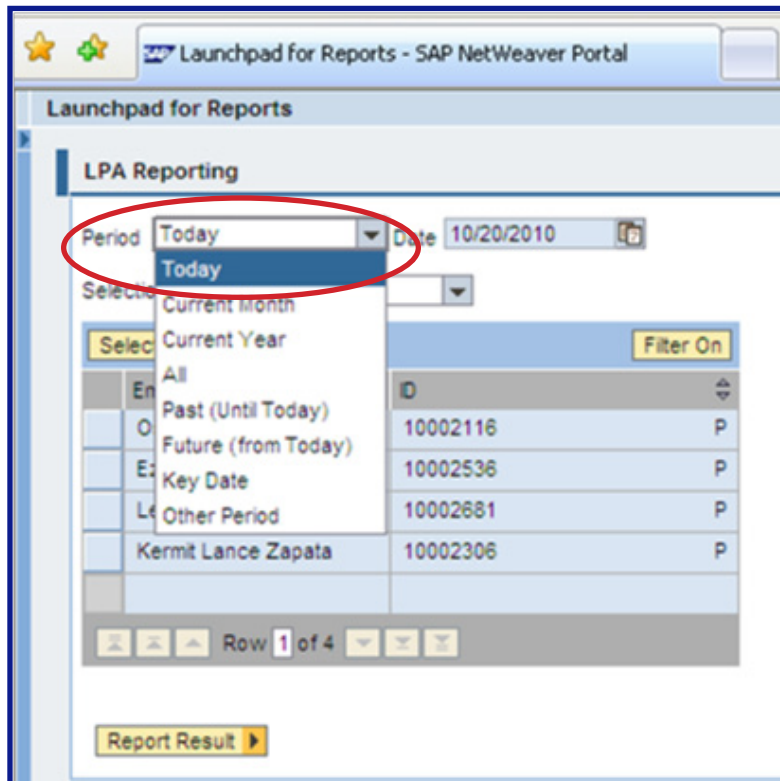 Launchpad for Reports - SAP NetWeaver Portal
Launchpad for Reports
LPA Reporting
Period Today Date 10/20/2010
Today
Current Month
Current Year
Filter On
All
ID
Past (Until Today)
10002116 P
Future (from Today)
Key Date
10002536 P
Other Period
10002681 P
Kermit Lance Zapata 10002306 P
Row 1 of 4
Report Result